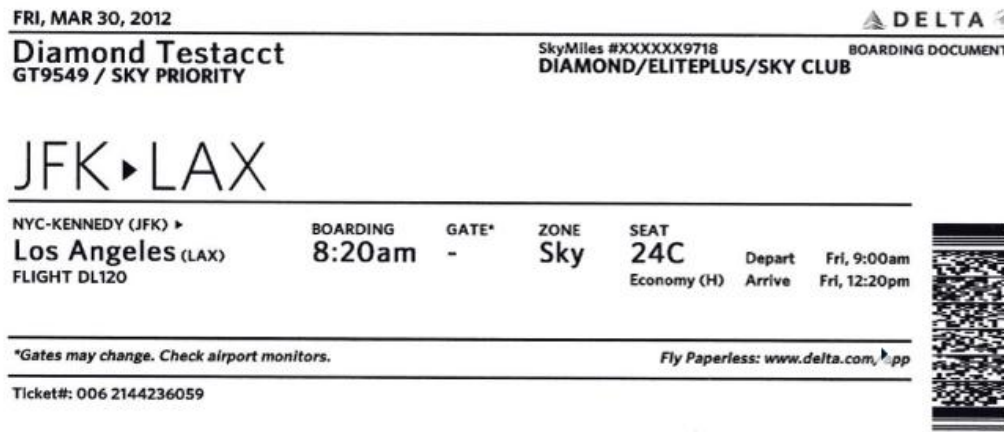 FRI, MAR 30, 2012
DELTA
Diamond Testacct
GT9549 / SKY PRIORITY
SkyMiles #XXXXXX9718
DIAMOND/ELITEPLUS/SKY CLUB
BOARDING DOCUMENT
JFK ▸ LAX
NYC-KENNEDY (JFK) ▸
Los Angeles (LAX)
FLIGHT DL120
BOARDING
8:20am
GATE*
-
ZONE
Sky
SEAT
24C
Economy (H)
Depart Fri, 9:00am
Arrive Fri, 12:20pm
*Gates may change. Check airport monitors.
Fly Paperless: www.delta.com/
Ticket#: 006 2144236059